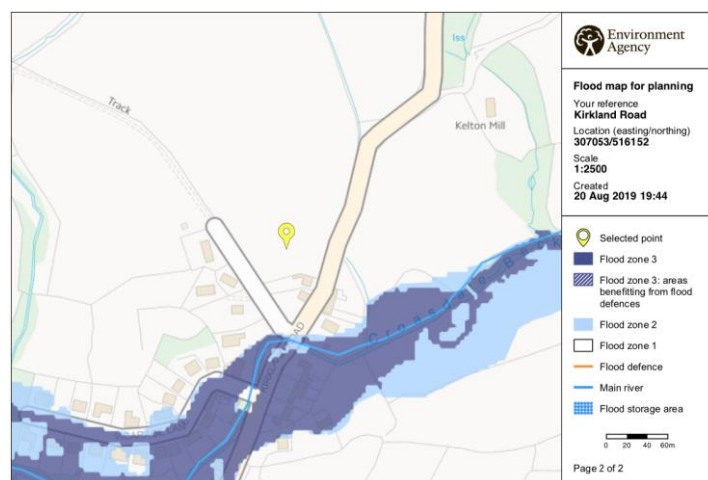 Track
Iss
Kelton Mill
Croasdale Beck
Environment
Agency
Flood map for planning
Your reference
Kirkland Road
Location (easting/northing)
307053/516152
Scale
1:2500
Created
20 Aug 2019 19:44
Selected point
Flood zone 3
Flood zone 3: areas
benefitting from flood
defences
Flood zone 2
Flood zone 1
Flood defence
Main river
Flood storage area
0 20 40 60m
Page 2 of 2